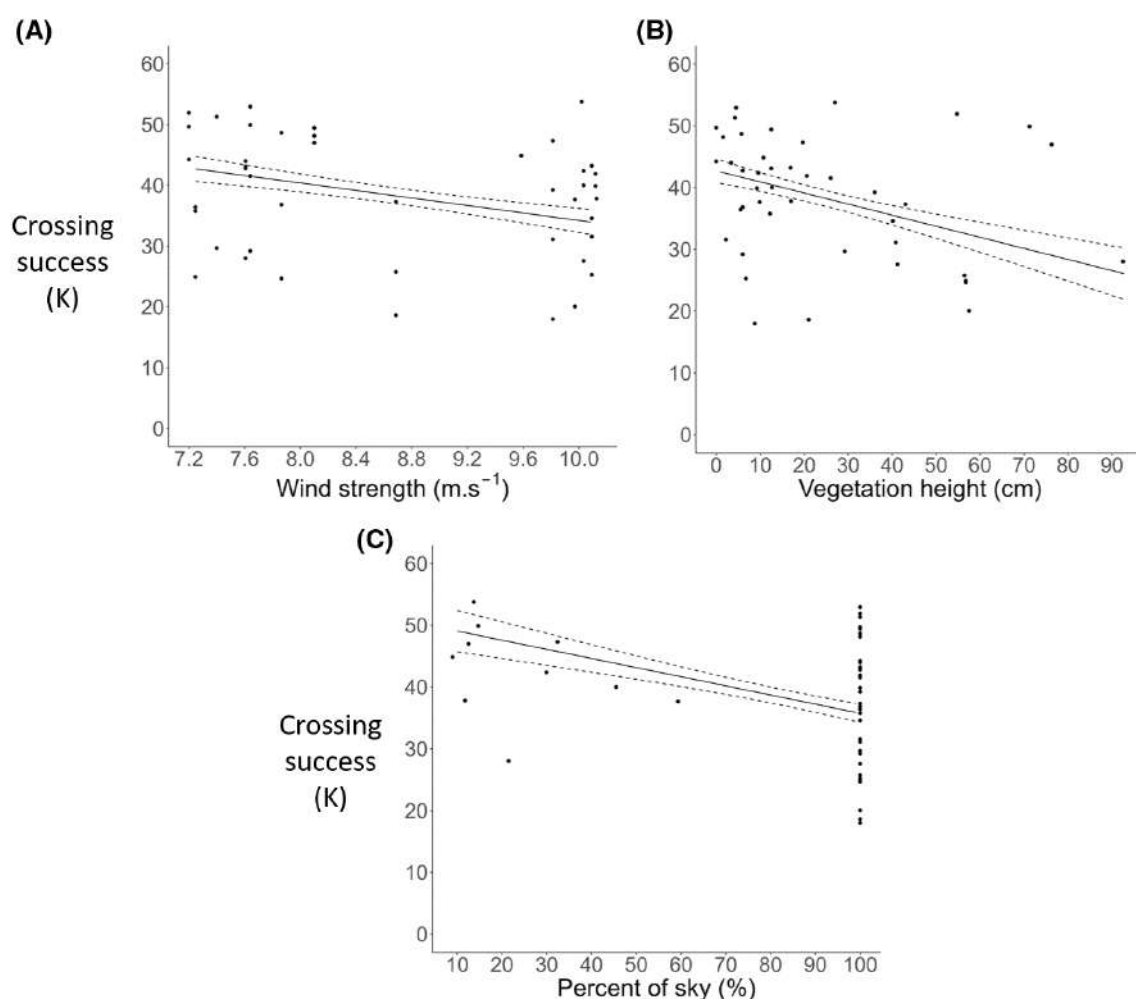 (A)
60
50
40
30
20
10
0
Crossing
success
(K)
7.2 7.6 8.0 8.4 8.8 9.2 9.6 10.0
Wind strength (m.s⁻¹)
(B)
60
50
40
30
20
10
0
0 10 20 30 40 50 60 70 80 90
Vegetation height (cm)
(C)
60
50
40
30
20
10
0
Crossing
success
(K)
10 20 30 40 50 60 70 80 90 100
Percent of sky (%)